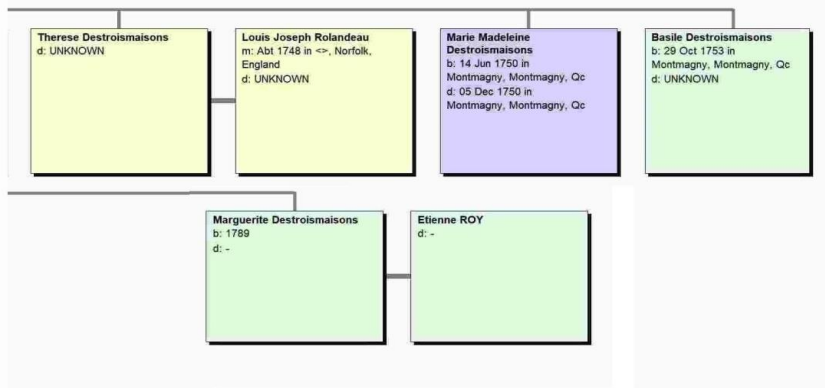 Therese Destroismaisons
d: UNKNOWN
Louis Joseph Rolandeau
m: Abt 1748 in <>, Norfolk,
England
d: UNKNOWN
Marie Madeleine
Destroismaisons
b: 14 Jun 1750 in
Montmagny, Montmagny, Qc
d: 05 Dec 1750 in
Montmagny, Montmagny, Qc
Basile Destroismaisons
b: 29 Oct 1753 in
Montmagny, Montmagny, Qc
d: UNKNOWN
Marguerite Destroismaisons
b: 1789
d: -
Etienne ROY
d: -